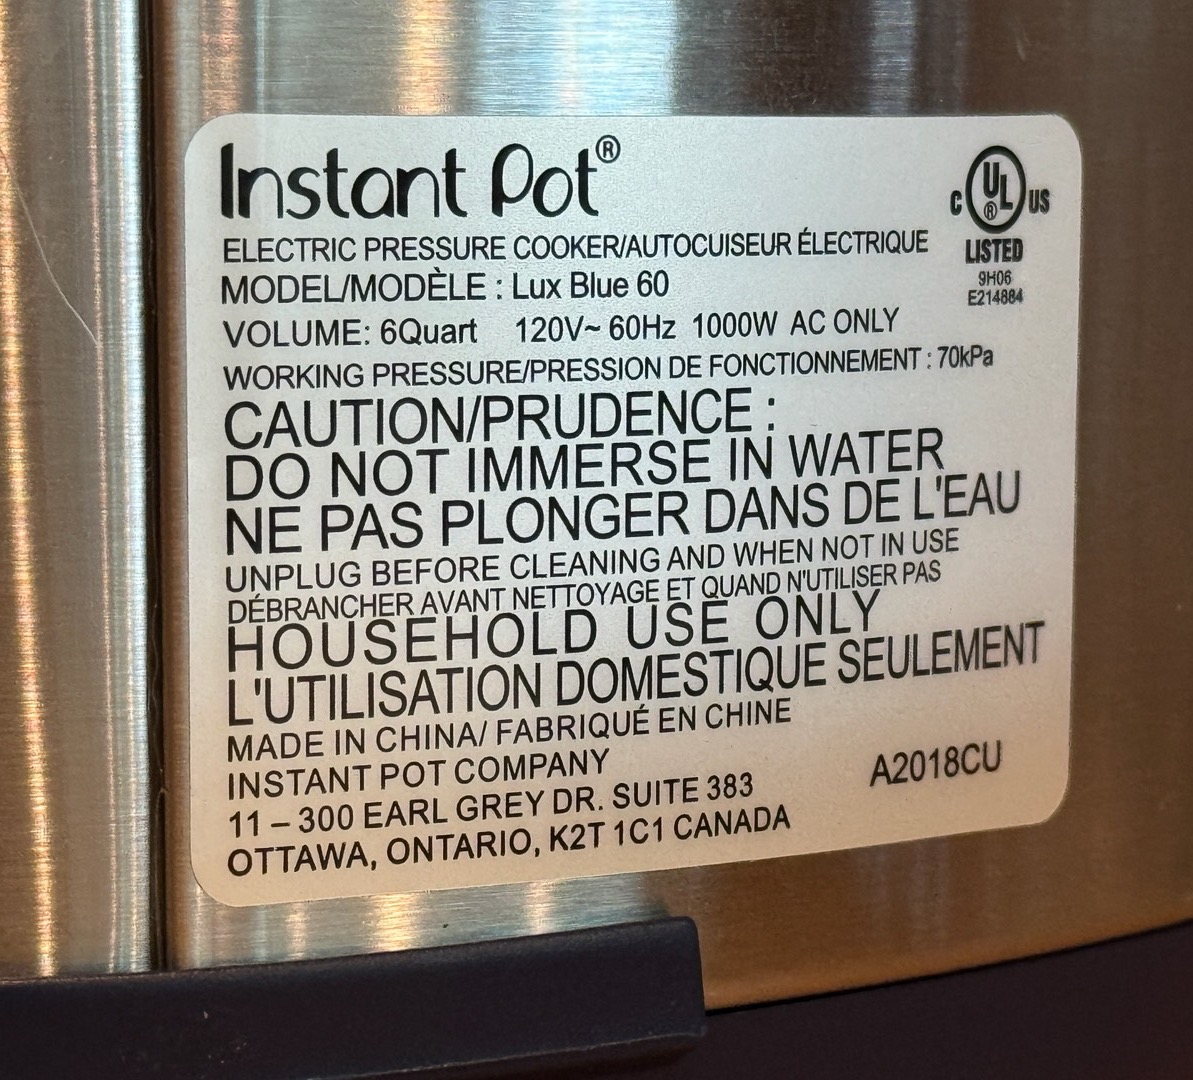 Instant Pot®
C UL® US
LISTED
9H06
E214884
ELECTRIC PRESSURE COOKER/AUTOCUISEUR ÉLECTRIQUE
MODEL/MODÈLE : Lux Blue 60
VOLUME: 6Quart 120V~ 60Hz 1000W AC ONLY
WORKING PRESSURE/PRESSION DE FONCTIONNEMENT : 70kPa
CAUTION/PRUDENCE :
DO NOT IMMERSE IN WATER
NE PAS PLONGER DANS DE L'EAU
UNPLUG BEFORE CLEANING AND WHEN NOT IN USE
DÉBRANCHER AVANT NETTOYAGE ET QUAND N'UTILISER PAS
HOUSEHOLD USE ONLY
L'UTILISATION DOMESTIQUE SEULEMENT
MADE IN CHINA/ FABRIQUÉ EN CHINE
INSTANT POT COMPANY
11 – 300 EARL GREY DR. SUITE 383
OTTAWA, ONTARIO, K2T 1C1 CANADA
A2018CU